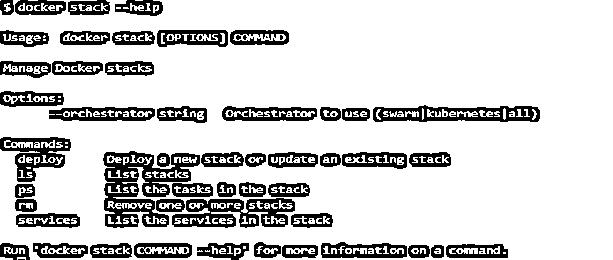 $ docker stack --help
Usage:  docker stack [OPTIONS] COMMAND
Manage Docker stacks
Options:
      --orchestrator string   Orchestrator to use (swarm|kubernetes|all)
Commands:
  deploy      Deploy a new stack or update an existing stack
  ls          List stacks
  ps          List the tasks in the stack
  rm          Remove one or more stacks
  services    List the services in the stack
Run 'docker stack COMMAND --help' for more information on a command.